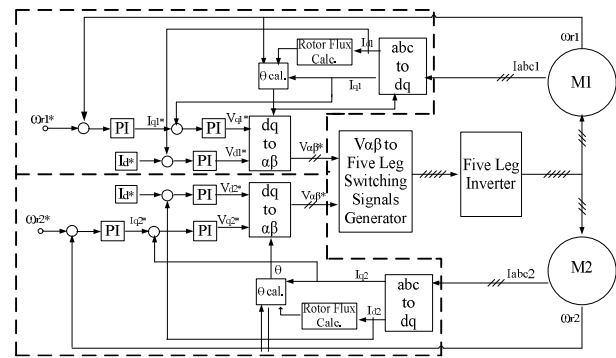 ωr1
Rotor Flux
Calc.
Id1
abc
to
dq
Iabc1
M1
θ cal.
Iq1
ωr1*
PI
Iq1*
PI
Vq1*
dq
to
αβ
Id*
PI
Vd1*
Vαβ*
Vαβ to
Five Leg
Switching
Signals
Generator
Five Leg
Inverter
Id*
PI
Vd2*
dq
to
αβ
Vαβ*
ωr2*
PI
Iq2*
PI
Vq2*
θ
Iq2
θ cal.
abc
to
dq
Iabc2
M2
Rotor Flux
Calc.
Id2
ωr2